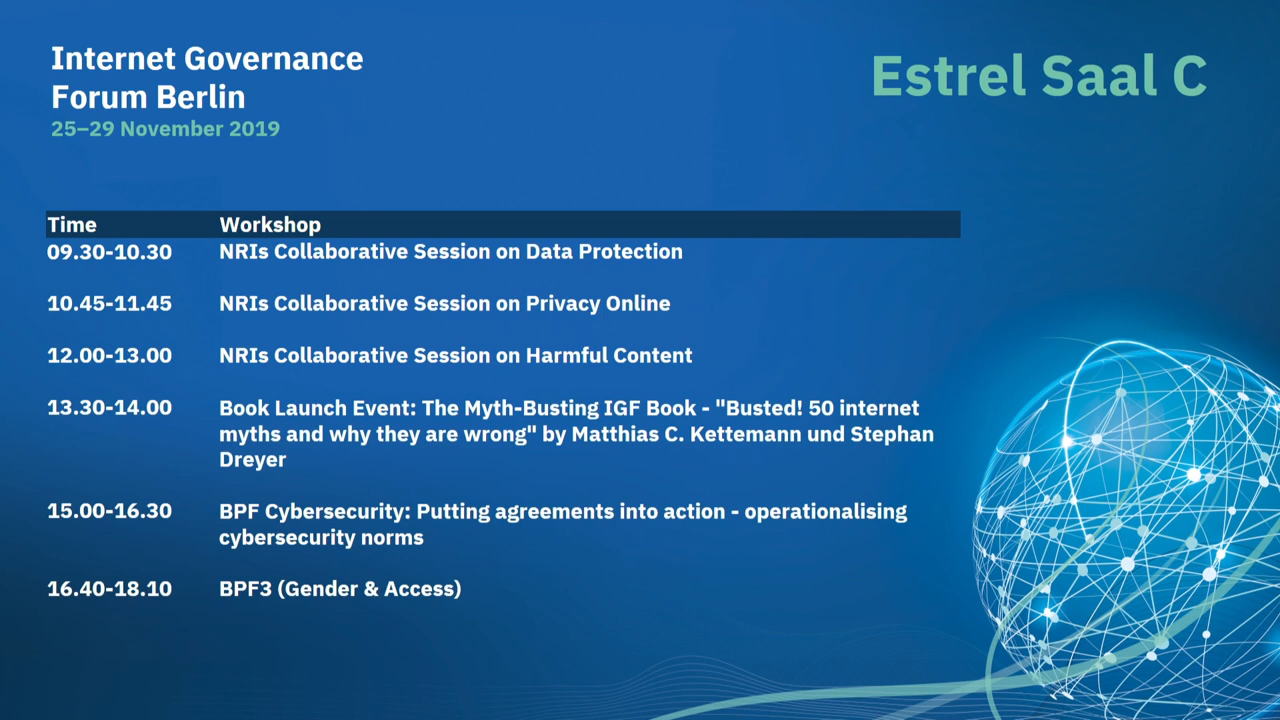 Internet Governance
Forum Berlin
25–29 November 2019
Estrel Saal C
Time Workshop
09.30-10.30 NRIs Collaborative Session on Data Protection
10.45-11.45 NRIs Collaborative Session on Privacy Online
12.00-13.00 NRIs Collaborative Session on Harmful Content
13.30-14.00 Book Launch Event: The Myth-Busting IGF Book - "Busted! 50 internet
myths and why they are wrong" by Matthias C. Kettemann und Stephan
Dreyer
15.00-16.30 BPF Cybersecurity: Putting agreements into action - operationalising
cybersecurity norms
16.40-18.10 BPF3 (Gender & Access)